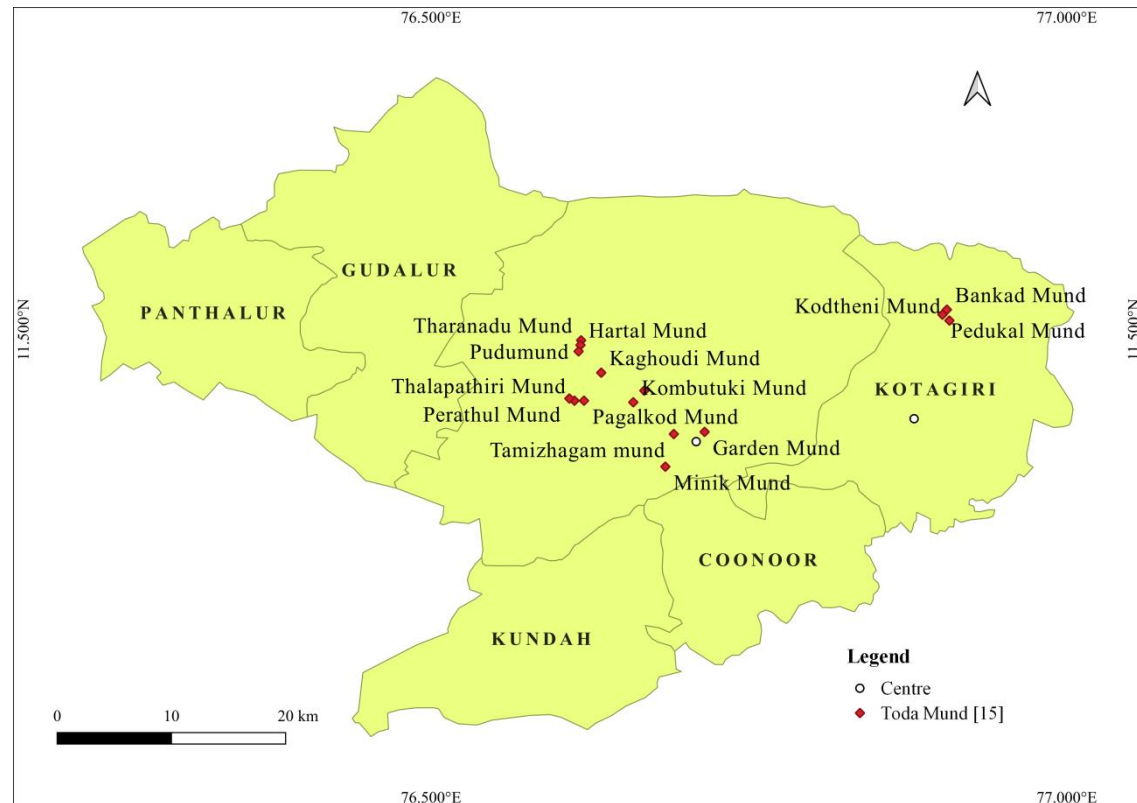 76.500°E
77.000°E
11.500°N
11.500°N
GUDALUR
PANTHALUR
Kodtheni Mund
Bankad Mund
Pedukal Mund
Tharanadu Mund
Hartal Mund
Pudumund
Kaghoudi Mund
Thalapathiri Mund
Kombutuki Mund
KOTAGIRI
Perathul Mund
Pagalkod Mund
Tamizhagam mund
Garden Mund
Minik Mund
COONOOR
KUNDAH
Legend
Centre
Toda Mund [15]
0
10
20 km
76.500°E
77.000°E